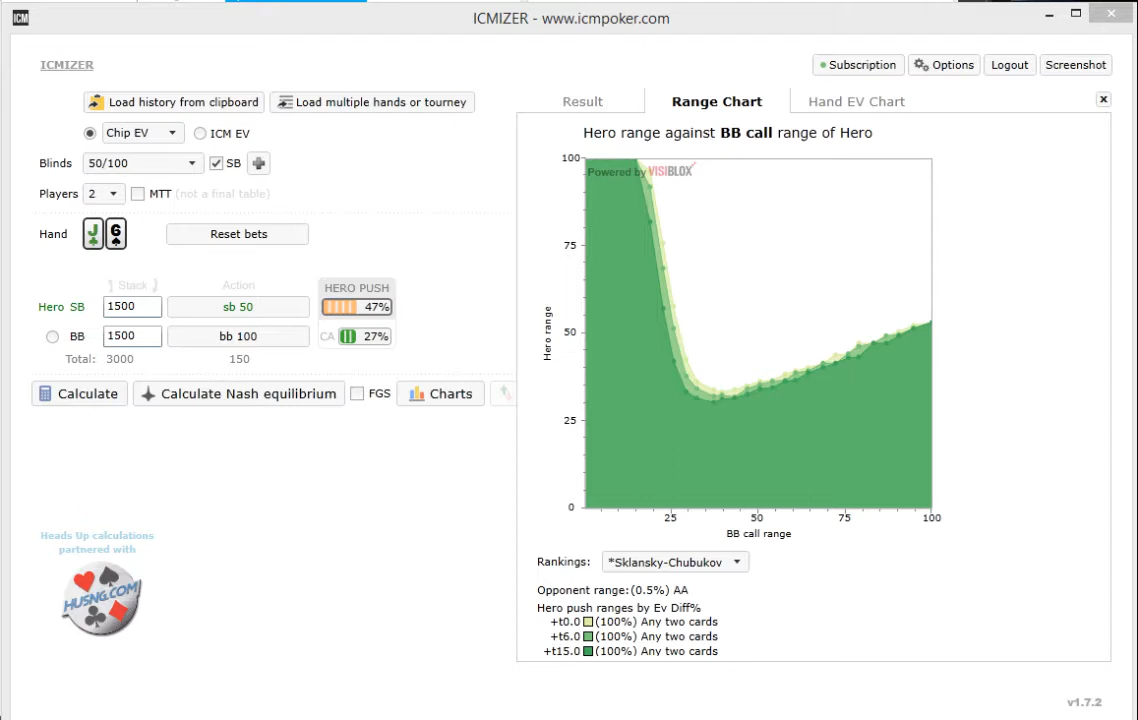 ICM ICMIZER - www.icmpoker.com
ICMIZER
Subscription Options Logout Screenshot
Load history from clipboard Load multiple hands or tourney
Result Range Chart Hand EV Chart
Chip EV ICM EV
Hero range against BB call range of Hero
Blinds 50/100 SB
Players 2 MTT (not a final table)
Hand J 6 Reset bets
Stack Action HERO PUSH
Hero SB 1500 sb 50 47%
BB 1500 bb 100 CA 27%
Total: 3000 150
Calculate Calculate Nash equilibrium FGS Charts
Powered by VISIBLOX
100
75
50
25
0
Hero range
25 50 75 100
BB call range
Rankings: *Sklansky-Chubukov
Opponent range: (0.5%) AA
Hero push ranges by Ev Diff%
+t0.0 (100%) Any two cards
+t6.0 (100%) Any two cards
+t15.0 (100%) Any two cards
Heads Up calculations
partnered with
HUSNG.COM
v1.7.2